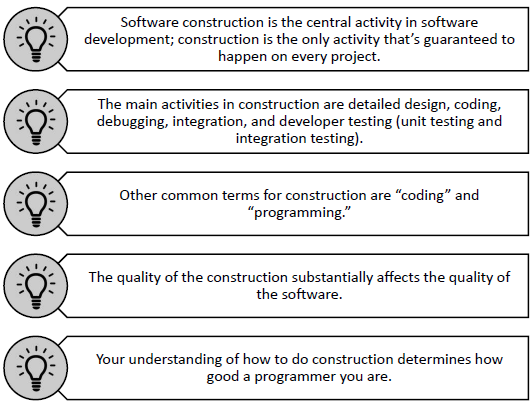 Software construction is the central activity in software
development; construction is the only activity that’s guaranteed to
happen on every project.
The main activities in construction are detailed design, coding,
debugging, integration, and developer testing (unit testing and
integration testing).
Other common terms for construction are “coding” and
“programming.”
The quality of the construction substantially affects the quality of
the software.
Your understanding of how to do construction determines how
good a programmer you are.